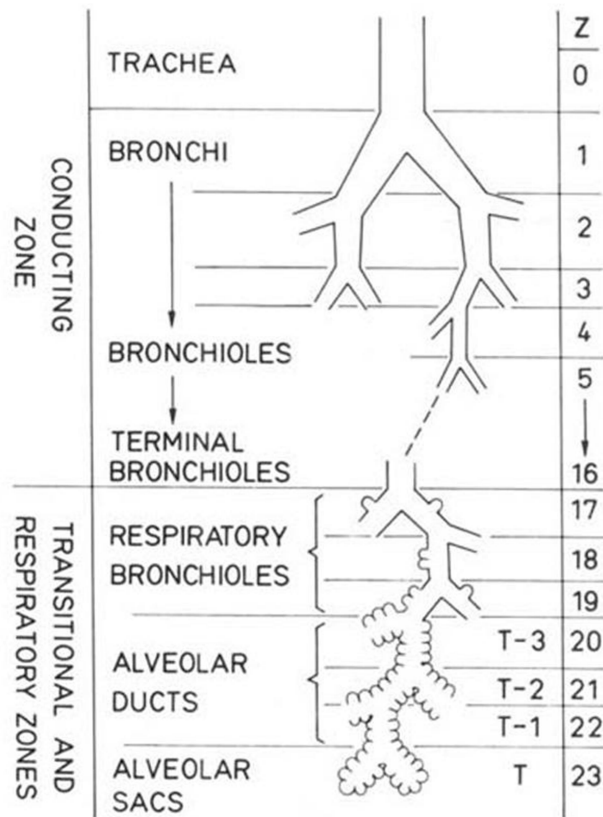 Z
TRACHEA
0
BRONCHI
1
2
3
4
BRONCHIOLES
5
TERMINAL
BRONCHIOLES
16
CONDUCTING
ZONE
17
RESPIRATORY
BRONCHIOLES
18
19
T-3 20
ALVEOLAR
DUCTS
T-2 21
T-1 22
ALVEOLAR
SACS
T 23
TRANSITIONAL AND
RESPIRATORY ZONES